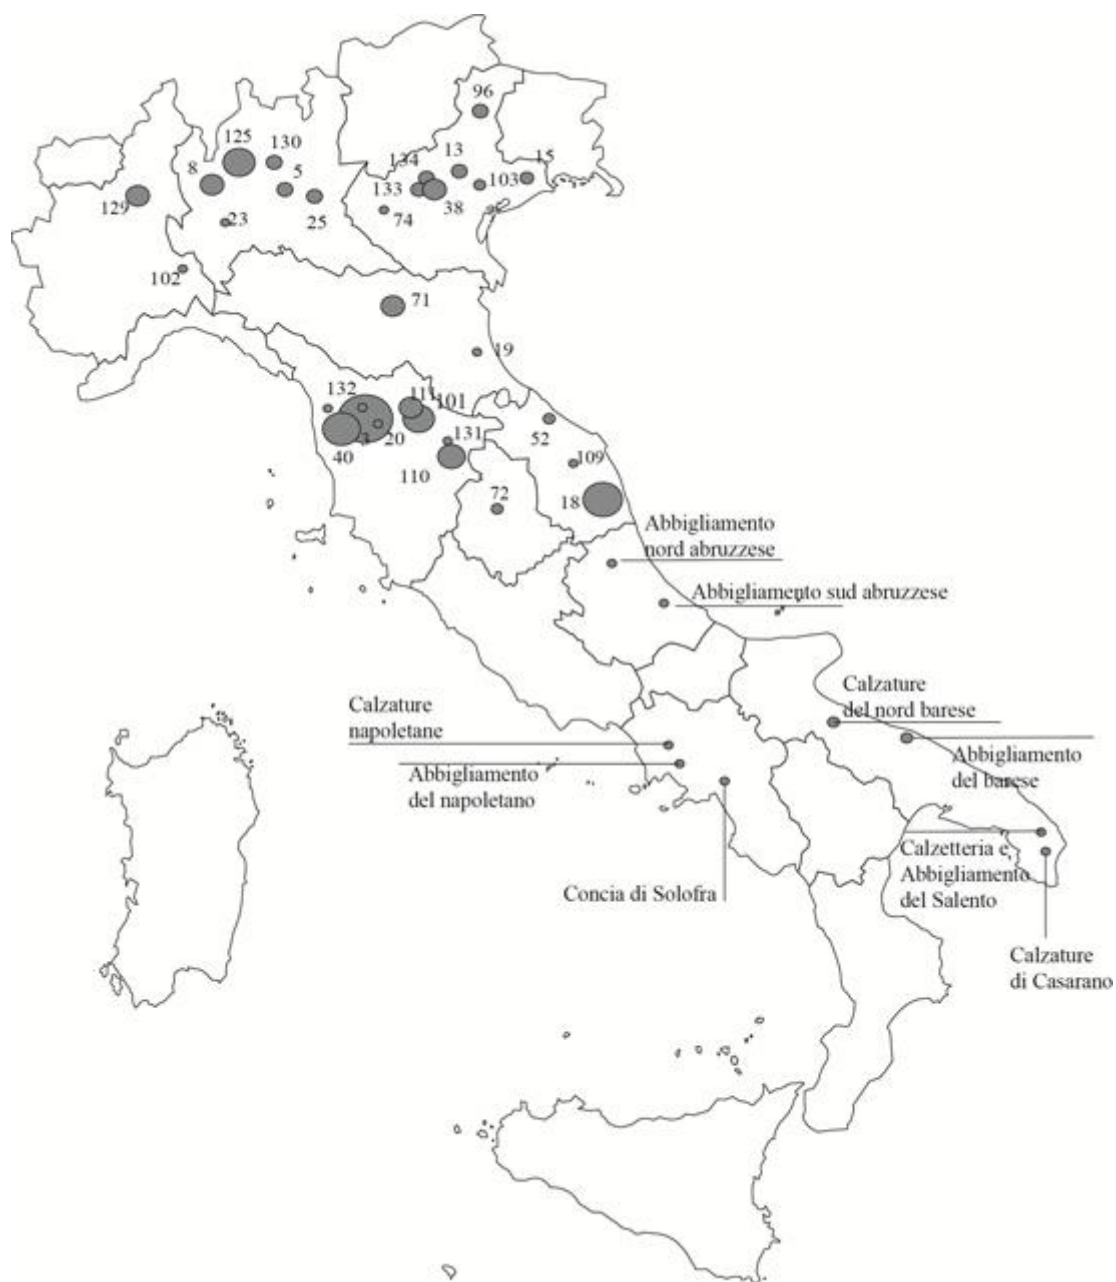 96
125
130
13
15
134
8
5
133
103
129
38
74
23
25
102
71
19
132
111
101
3
20
131
52
40
110
109
72
18
Abbigliamento
nord abruzzese
Abbigliamento sud abruzzese
Calzature
del nord barese
Calzature
napoletane
Abbigliamento
del barese
Abbigliamento
del napoletano
Calzetteria e
Abbigliamento
del Salento
Concia di Solofra
Calzature
di Casarano